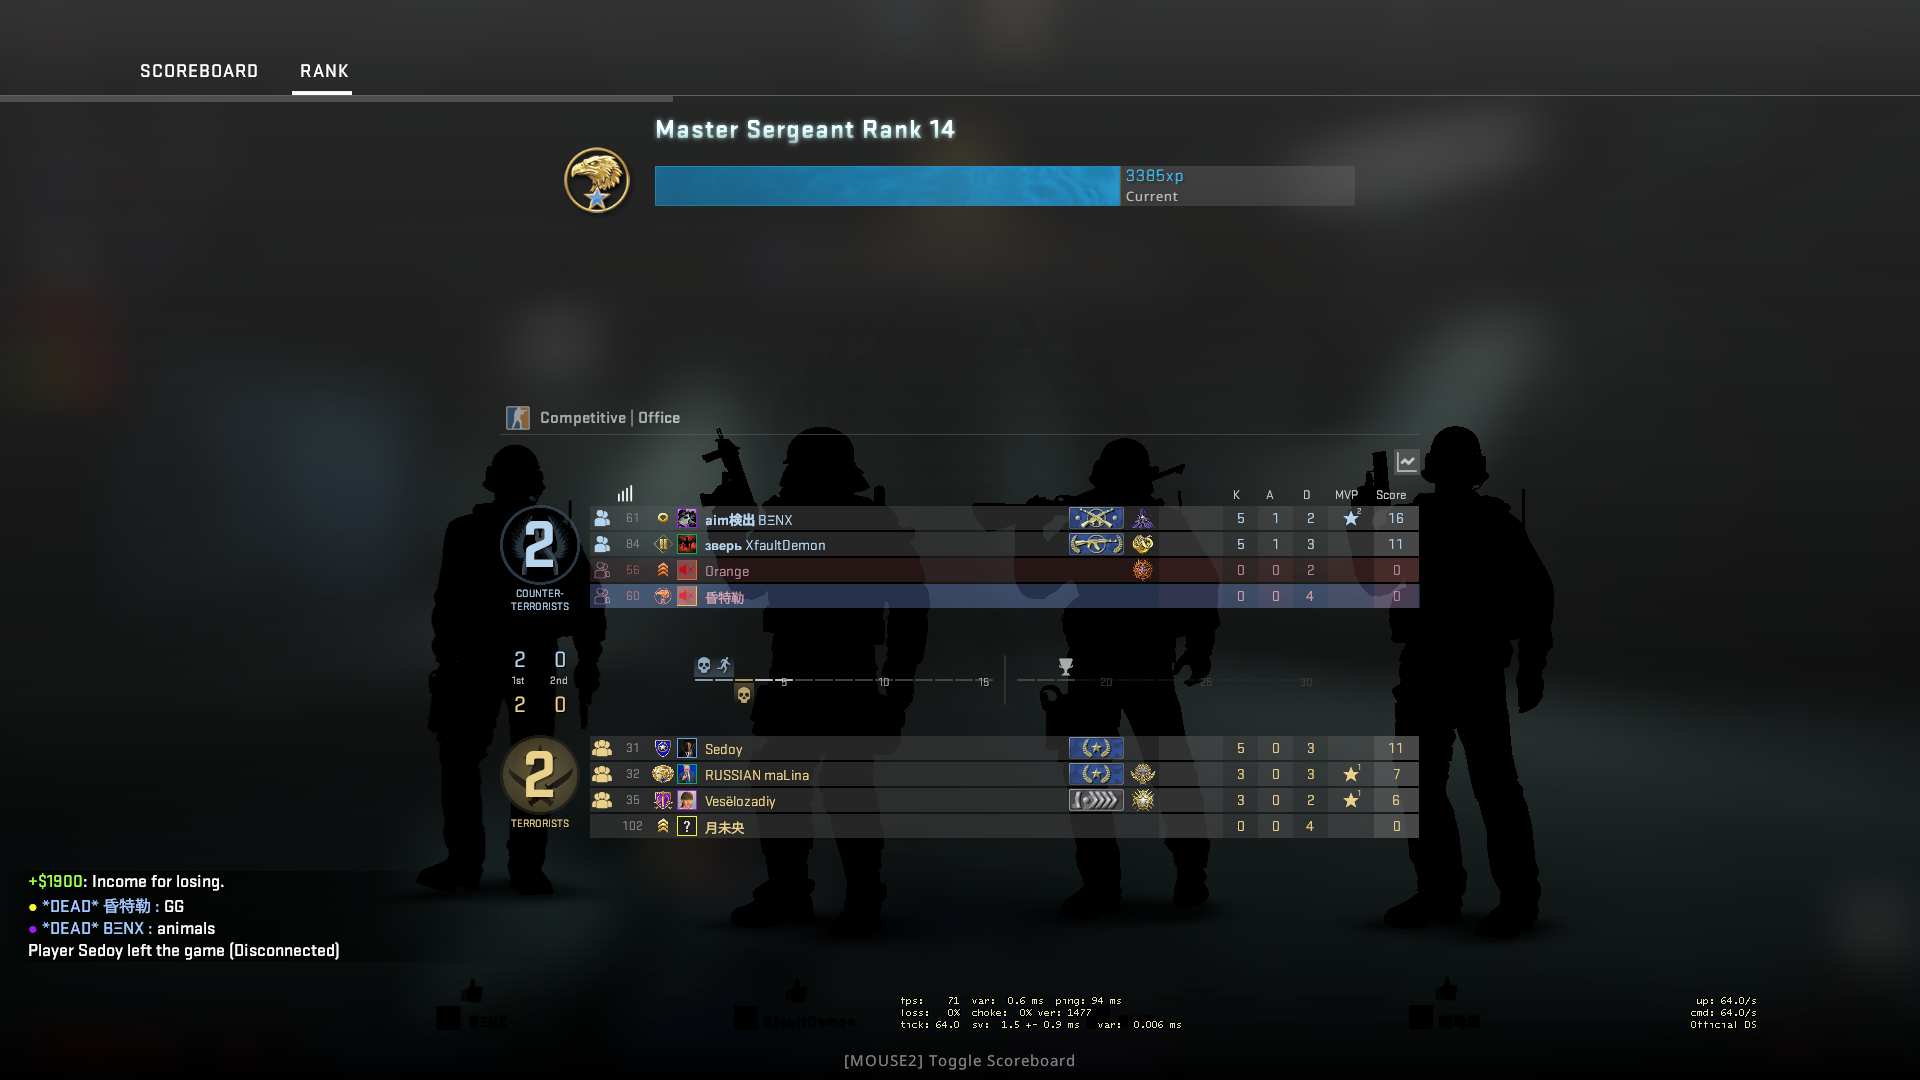 SCOREBOARD RANK
Master Sergeant Rank 14
3385xp
Current
Competitive | Office
K A D MVP Score
2
COUNTER-
TERRORISTS
61 aim検出 BΞNX 5 1 2 2 16
84 зверь XfaultDemon 5 1 3 11
56 Orange 0 0 2 0
60 昏特勒 0 0 4 0
2 0
1st 2nd
2 0
5 10 15 20 25 30
2
TERRORISTS
31 Sedoy 5 0 3 11
32 RUSSIAN maLina 3 0 3 1 7
35 Vesëlozadiy 3 0 2 1 6
102 ? 月未央 0 0 4 0
+$1900: Income for losing.
*DEAD* 昏特勒 : GG
*DEAD* BΞNX : animals
Player Sedoy left the game (Disconnected)
BΞNX XfaultDemon
fps: 71 var: 0.6 ms ping: 94 ms
loss: 0% choke: 0% ver: 1477
tick: 64.0 sv: 1.5 +- 0.9 ms var: 0.006 ms
up: 64.0/s
cmd: 64.0/s
Official DS
[MOUSE2] Toggle Scoreboard